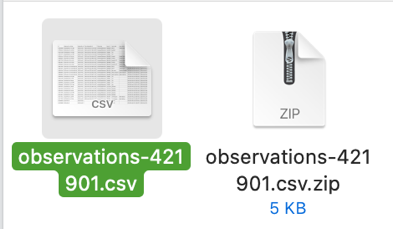 CSV
ZIP
observations-421
901.csv
observations-421
901.csv.zip
5 KB